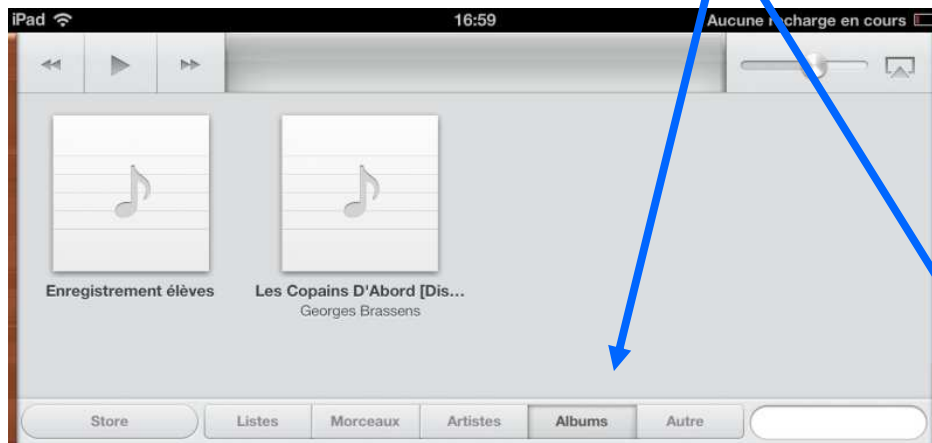 iPad 16:59 Aucune recharge en cours
Enregistrement élèves Les Copains D'Abord [Dis...
Georges Brassens
Store Listes Morceaux Artistes Albums Autre